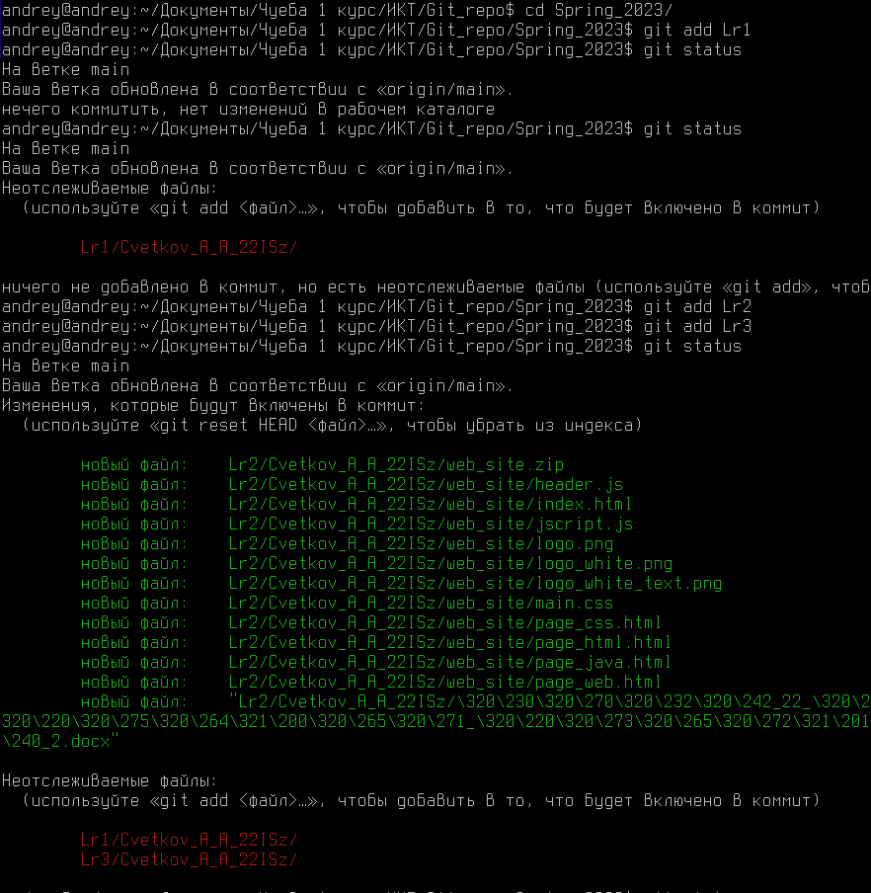 andrey@andrey:~/Документы/Чуеба 1 курс/ИКТ/Git_repo$ cd Spring_2023/
andrey@andrey:~/Документы/Чуеба 1 курс/ИКТ/Git_repo/Spring_2023$ git add Lr1
andrey@andrey:~/Документы/Чуеба 1 курс/ИКТ/Git_repo/Spring_2023$ git status
На ветке main
Ваша ветка обновлена в соответствии с «origin/main».
нечего коммитить, нет изменений в рабочем каталоге
andrey@andrey:~/Документы/Чуеба 1 курс/ИКТ/Git_repo/Spring_2023$ git status
На ветке main
Ваша ветка обновлена в соответствии с «origin/main».
Неотслеживаемые файлы:
(используйте «git add <файл>…», чтобы добавить в то, что будет включено в коммит)
Lr1/Cvetkov_A_A_22ISz/
ничего не добавлено в коммит, но есть неотслеживаемые файлы (используйте «git add», чтоб
andrey@andrey:~/Документы/Чуеба 1 курс/ИКТ/Git_repo/Spring_2023$ git add Lr2
andrey@andrey:~/Документы/Чуеба 1 курс/ИКТ/Git_repo/Spring_2023$ git add Lr3
andrey@andrey:~/Документы/Чуеба 1 курс/ИКТ/Git_repo/Spring_2023$ git status
На ветке main
Ваша ветка обновлена в соответствии с «origin/main».
Изменения, которые будут включены в коммит:
(используйте «git reset HEAD <файл>…», чтобы убрать из индекса)
новый файл:    Lr2/Cvetkov_A_A_22ISz/web_site.zip
новый файл:    Lr2/Cvetkov_A_A_22ISz/web_site/header.js
новый файл:    Lr2/Cvetkov_A_A_22ISz/web_site/index.html
новый файл:    Lr2/Cvetkov_A_A_22ISz/web_site/jscript.js
новый файл:    Lr2/Cvetkov_A_A_22ISz/web_site/logo.png
новый файл:    Lr2/Cvetkov_A_A_22ISz/web_site/logo_white.png
новый файл:    Lr2/Cvetkov_A_A_22ISz/web_site/logo_white_text.png
новый файл:    Lr2/Cvetkov_A_A_22ISz/web_site/main.css
новый файл:    Lr2/Cvetkov_A_A_22ISz/web_site/page_css.html
новый файл:    Lr2/Cvetkov_A_A_22ISz/web_site/page_html.html
новый файл:    Lr2/Cvetkov_A_A_22ISz/web_site/page_java.html
новый файл:    Lr2/Cvetkov_A_A_22ISz/web_site/page_web.html
новый файл:    "Lr2/Cvetkov_A_A_22ISz/\320\230\320\270\320\232\320\242_22_\320\2
320\220\320\275\320\264\321\200\320\265\320\271_\320\220\320\273\320\265\320\272\321\201
\240_2.docx"
Неотслеживаемые файлы:
(используйте «git add <файл>…», чтобы добавить в то, что будет включено в коммит)
Lr1/Cvetkov_A_A_22ISz/
Lr3/Cvetkov_A_A_22ISz/